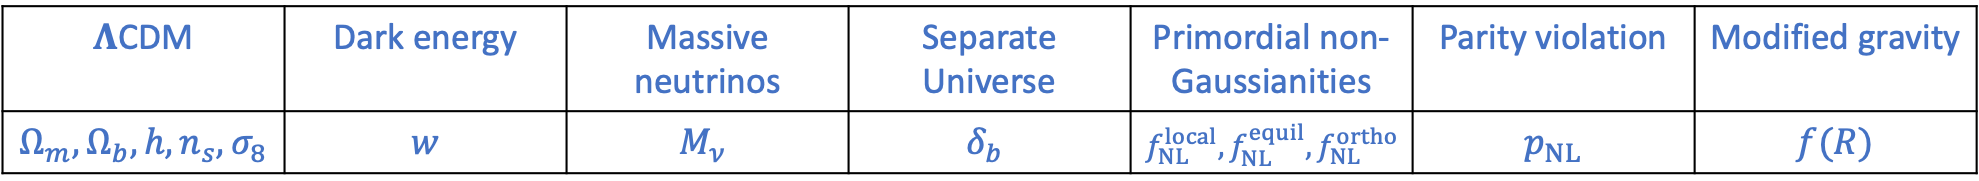 ΛCDM
Dark energy
Massive
neutrinos
Separate
Universe
Primordial non-
Gaussianities
Parity violation
Modified gravity
Ω_m, Ω_b, h, n_s, σ_8
w
M_ν
δ_b
f_NL^local, f_NL^equil, f_NL^ortho
p_NL
f(R)